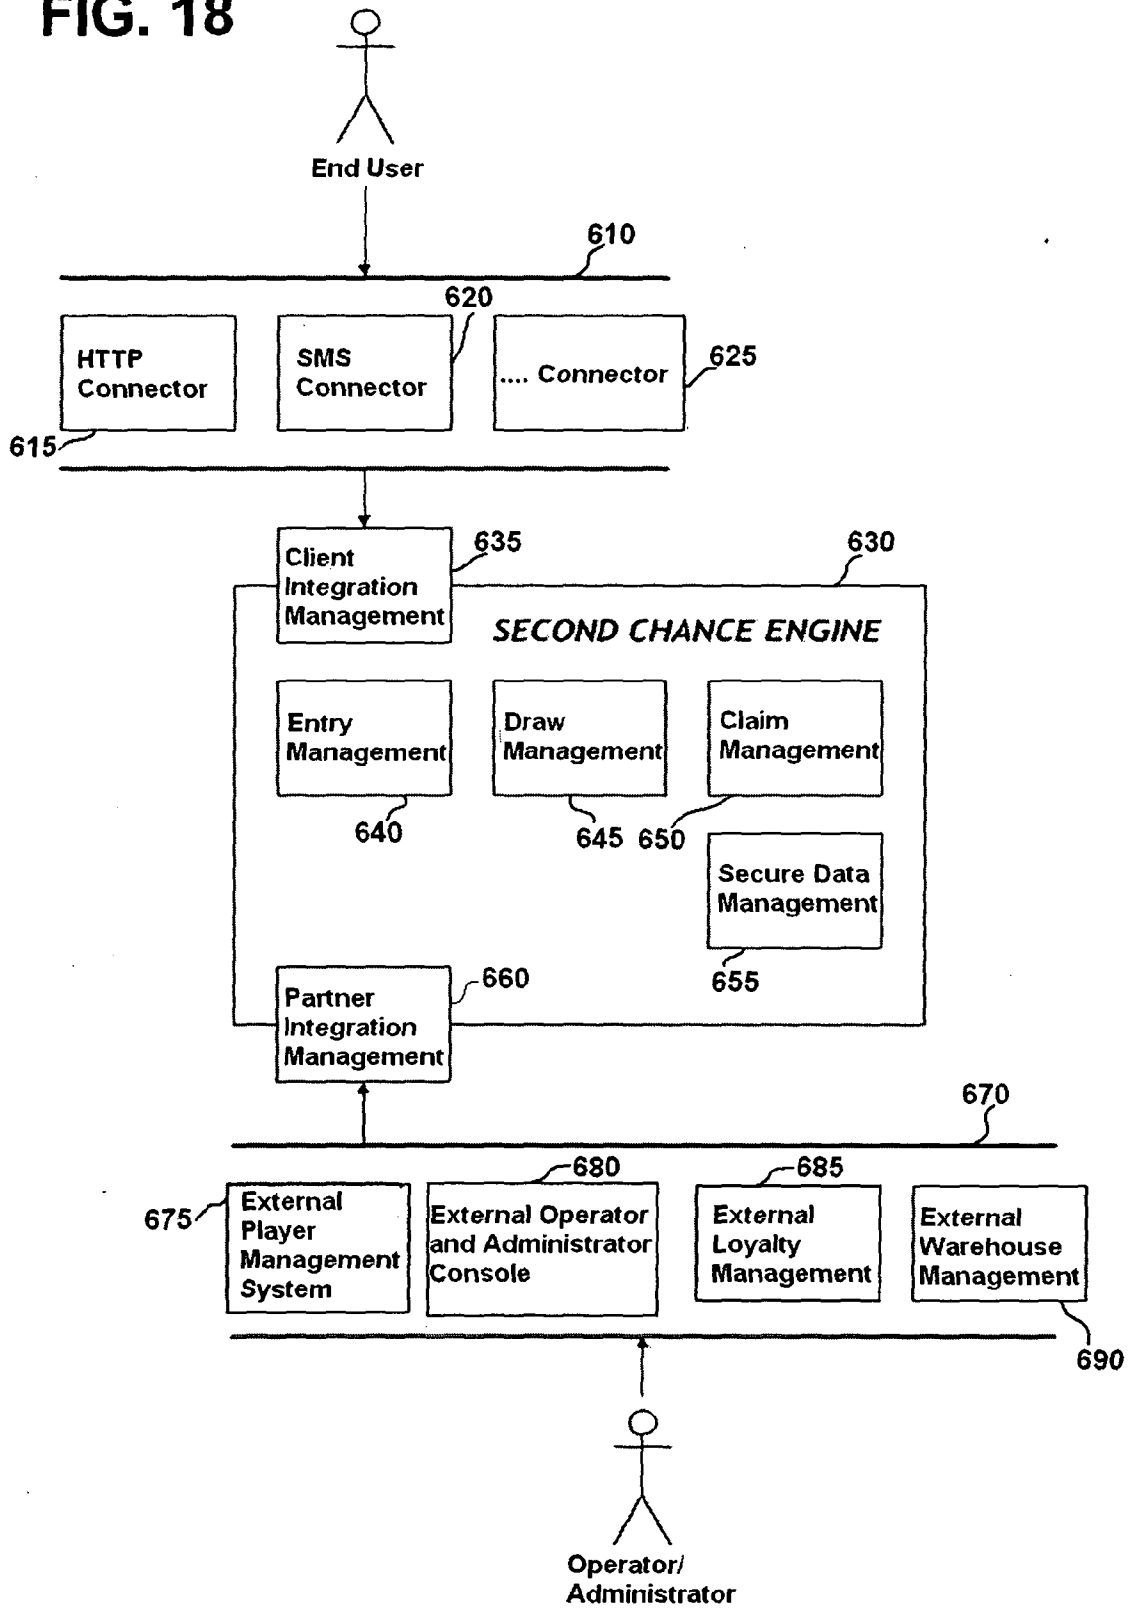 FIG. 18
End User
610
620
HTTP
Connector
SMS
Connector
.... Connector
625
615
Client
Integration
Management
635
630
SECOND CHANCE ENGINE
Entry
Management
Draw
Management
Claim
Management
640
645
650
Secure Data
Management
655
Partner
Integration
Management
660
670
680
685
675
External
Player
Management
System
External Operator
and Administrator
Console
External
Loyalty
Management
External
Warehouse
Management
690
Operator/
Administrator